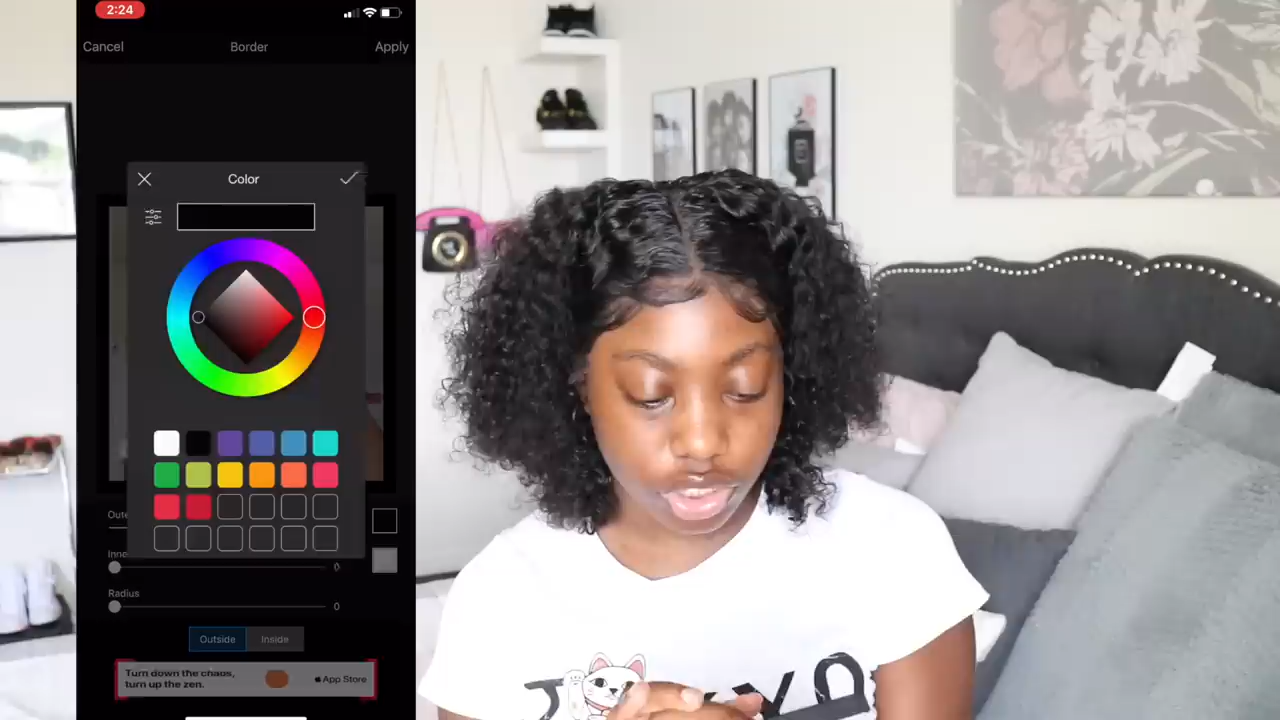 2:24
Cancel Border Apply
Color
Oute
Inne 0
Radius 0
Outside Inside
Turn down the chaos,
turn up the zen.
App Store